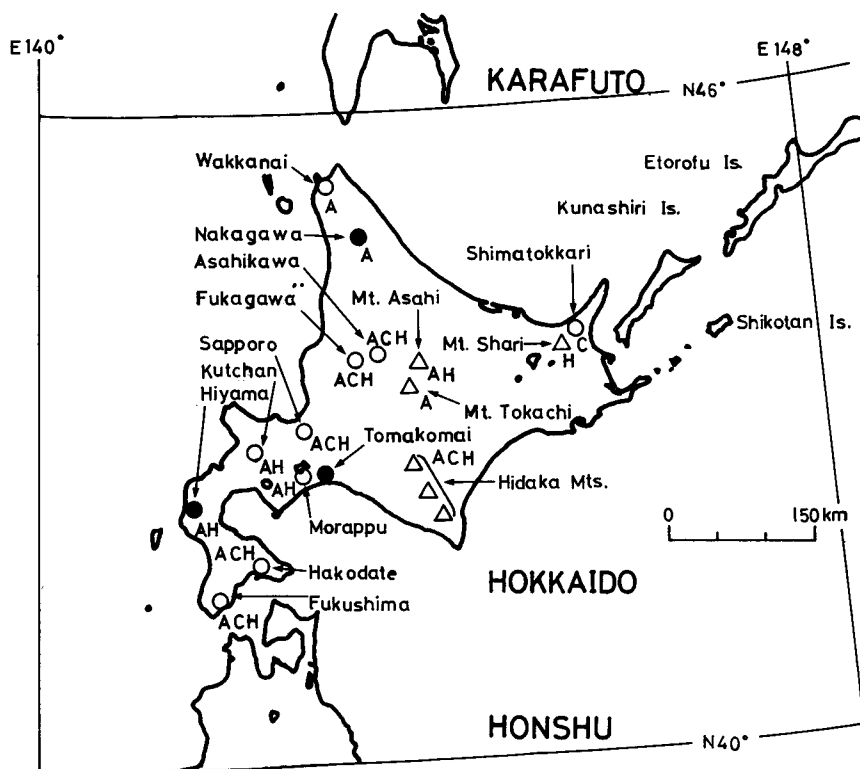 E 140°
E 148°
KARAFUTO
N46°
Wakkanai
A
Etorofu Is.
Kunashiri Is.
Nakagawa
A
Asahikawa
Shimatokkari
Fukagawa
Mt. Asahi
ACH
ACH
Mt. Shari
H
C
Shikotan Is.
Sapporo
AH
A
Mt. Tokachi
Kutchan
Hiyama
ACH
Tomakomai
ACH
AH
AH
Hidaka Mts.
AH
Morappu
0
150km
ACH
Hakodate
HOKKAIDO
Fukushima
ACH
HONSHU
N40°